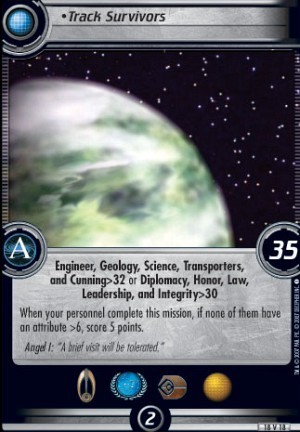 •Track Survivors
A
35
Engineer, Geology, Science, Transporters,
and Cunning>32 or Diplomacy, Honor, Law,
Leadership, and Integrity>30
When your personnel complete this mission, if none of them
have an attribute >6, score 5 points.
Angel I: "A brief visit will be tolerated."
2
18 V 18